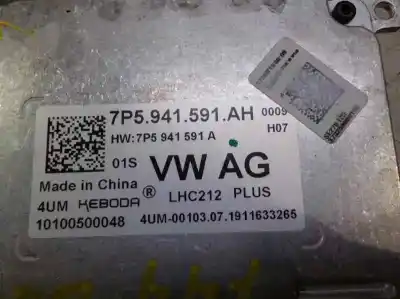 7P5.941.591.AH 0009
HW:7P5 941 591 A H07
01S VW AG
Made in China
4UM KEBODA® LHC212 PLUS
10100500048 4UM-00103.07.1911633265